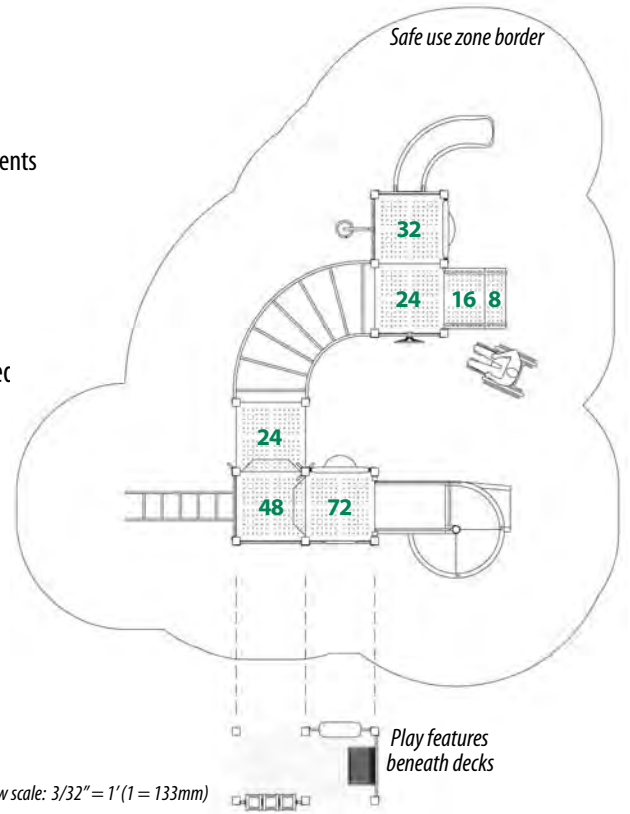 Safe use zone border
ents
32
24 16 8
ec
24
48 72
Play features
beneath decks
w scale: 3/32" = 1' (1 = 133mm)